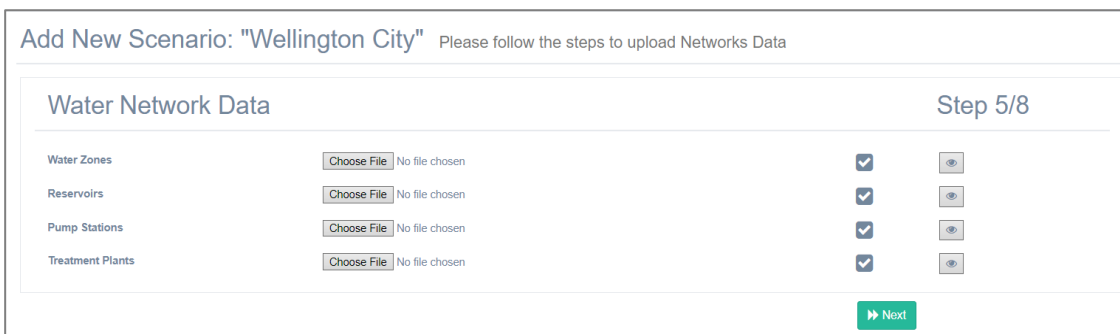 Add New Scenario: "Wellington City" Please follow the steps to upload Networks Data
Water Network Data Step 5/8
Water Zones Choose File No file chosen
Reservoirs Choose File No file chosen
Pump Stations Choose File No file chosen
Treatment Plants Choose File No file chosen
Next